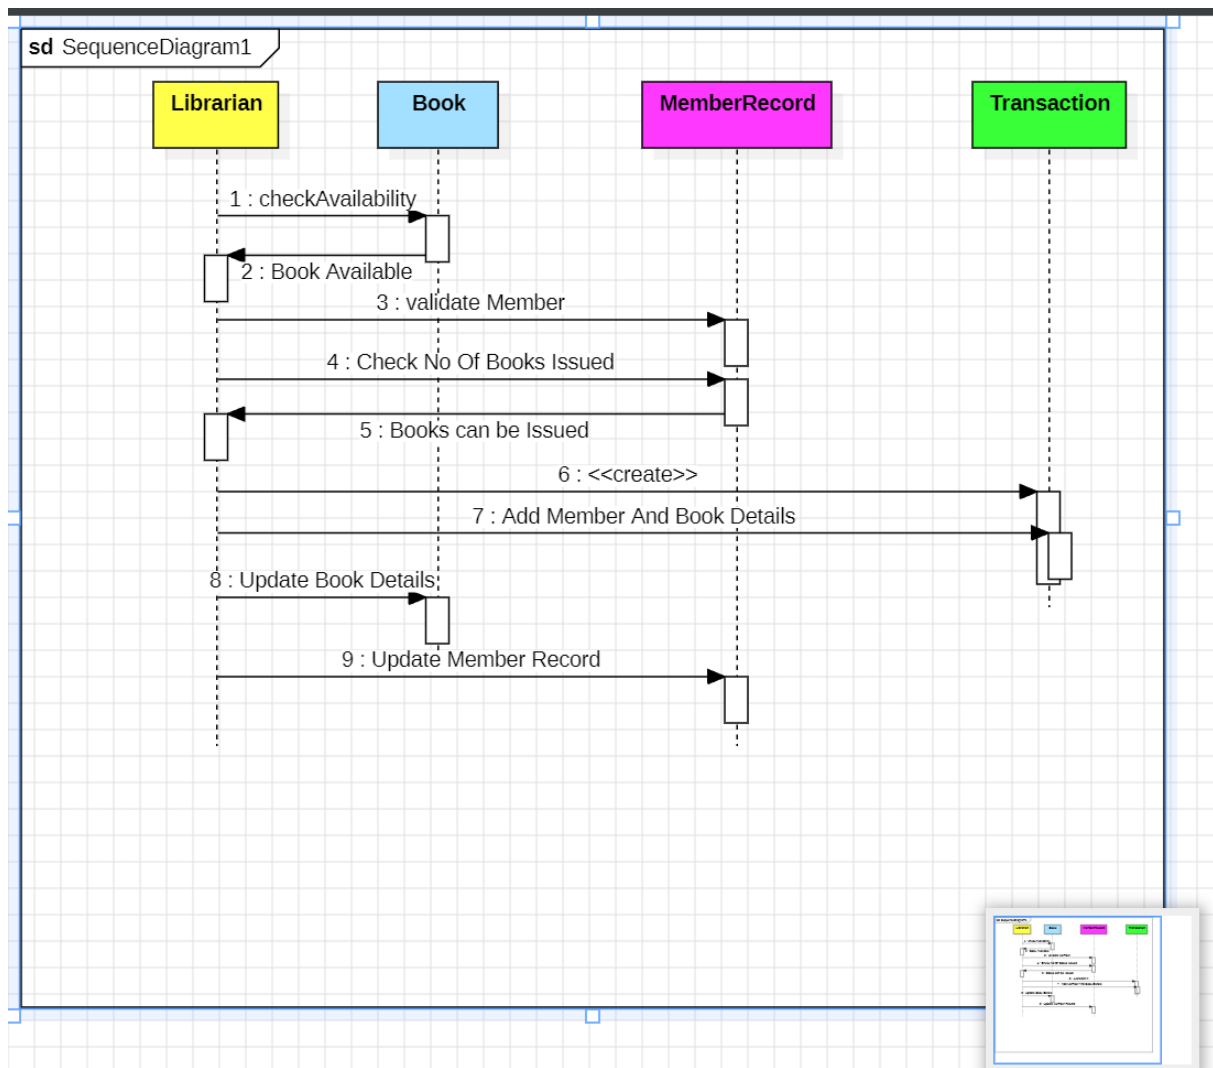 sd SequenceDiagram1
Librarian
Book
MemberRecord
Transaction
1 : checkAvailability
2 : Book Available
3 : validate Member
4 : Check No Of Books Issued
5 : Books can be Issued
6 : <<create>>
7 : Add Member And Book Details
8 : Update Book Details
9 : Update Member Record